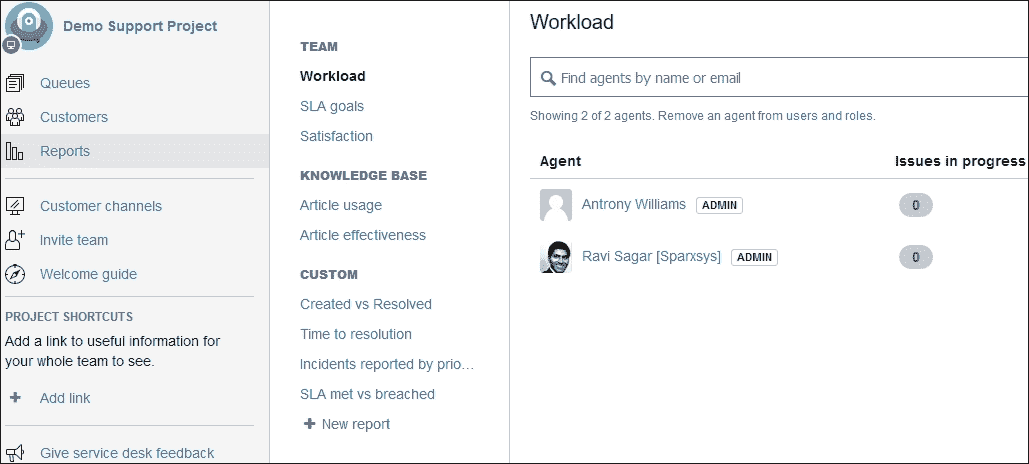 Demo Support Project
Queues
Customers
Reports
Customer channels
Invite team
Welcome guide
PROJECT SHORTCUTS
Add a link to useful information for
your whole team to see.
+ Add link
Give service desk feedback
TEAM
Workload
SLA goals
Satisfaction
KNOWLEDGE BASE
Article usage
Article effectiveness
CUSTOM
Created vs Resolved
Time to resolution
Incidents reported by prio...
SLA met vs breached
+ New report
Workload
Find agents by name or email
Showing 2 of 2 agents. Remove an agent from users and roles.
Agent Issues in progress
Antrony Williams ADMIN 0
Ravi Sagar [Sparxsys] ADMIN 0